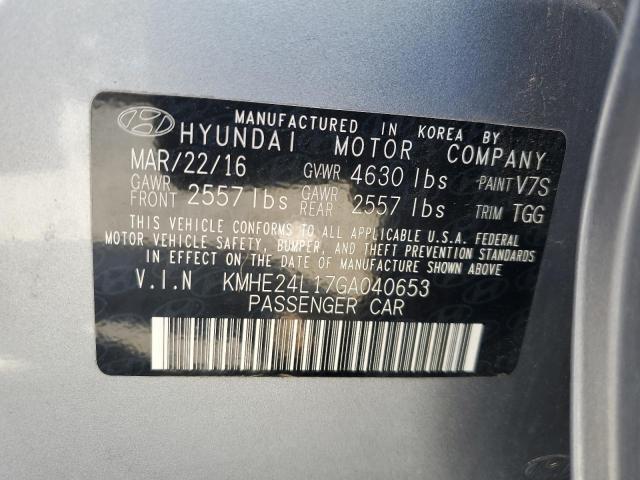 MANUFACTURED IN KOREA BY
HYUNDAI MOTOR COMPANY
MAR/22/16 GVWR 4630 lbs PAINT V7S
GAWR FRONT 2557 lbs GAWR REAR 2557 lbs TRIM TGG
THIS VEHICLE CONFORMS TO ALL APPLICABLE U.S.A. FEDERAL
MOTOR VEHICLE SAFETY, BUMPER, AND THEFT PREVENTION STANDARDS
IN EFFECT ON THE DATE OF MANUFACTURE SHOWN ABOVE
V.I.N KMHE24L17GA040653
PASSENGER CAR